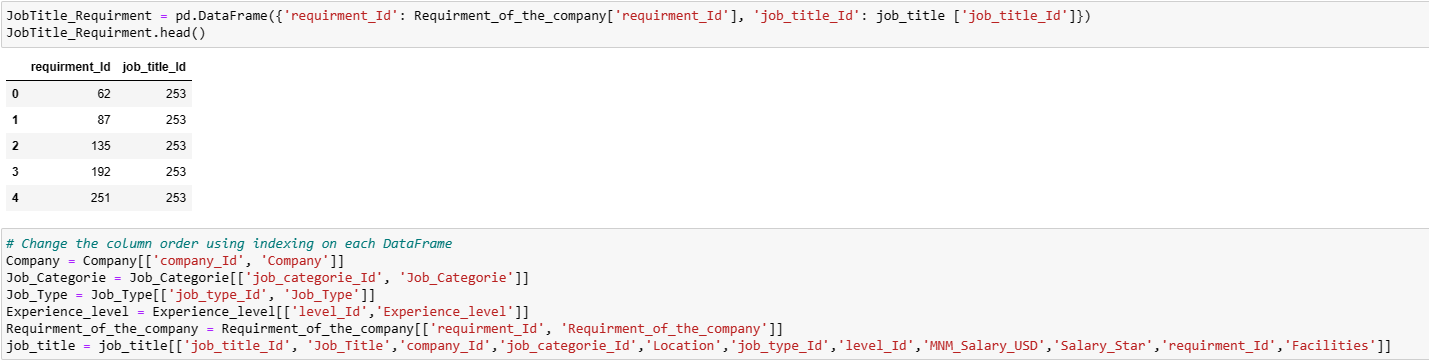 JobTitle_Requirment = pd.DataFrame({'requirment_Id': Requirment_of_the_company['requirment_Id'], 'job_title_Id': job_title ['job_title_Id']})
JobTitle_Requirment.head()
requirment_Id job_title_Id
0 62 253
1 87 253
2 135 253
3 192 253
4 251 253
# Change the column order using indexing on each DataFrame
Company = Company[['company_Id', 'Company']]
Job_Categorie = Job_Categorie[['job_categorie_Id', 'Job_Categorie']]
Job_Type = Job_Type[['job_type_Id', 'Job_Type']]
Experience_level = Experience_level[['level_Id','Experience_level']]
Requirment_of_the_company = Requirment_of_the_company[['requirment_Id', 'Requirment_of_the_company']]
job_title = job_title[['job_title_Id', 'Job_Title','company_Id','job_categorie_Id','Location','job_type_Id','level_Id','MNM_Salary_USD','Salary_Star','requirment_Id','Facilities']]